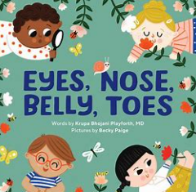 EYES, NOSE,
BELLY, TOES
Words by Krupa Bhojani Playforth, MD
Pictures by Becky Paige